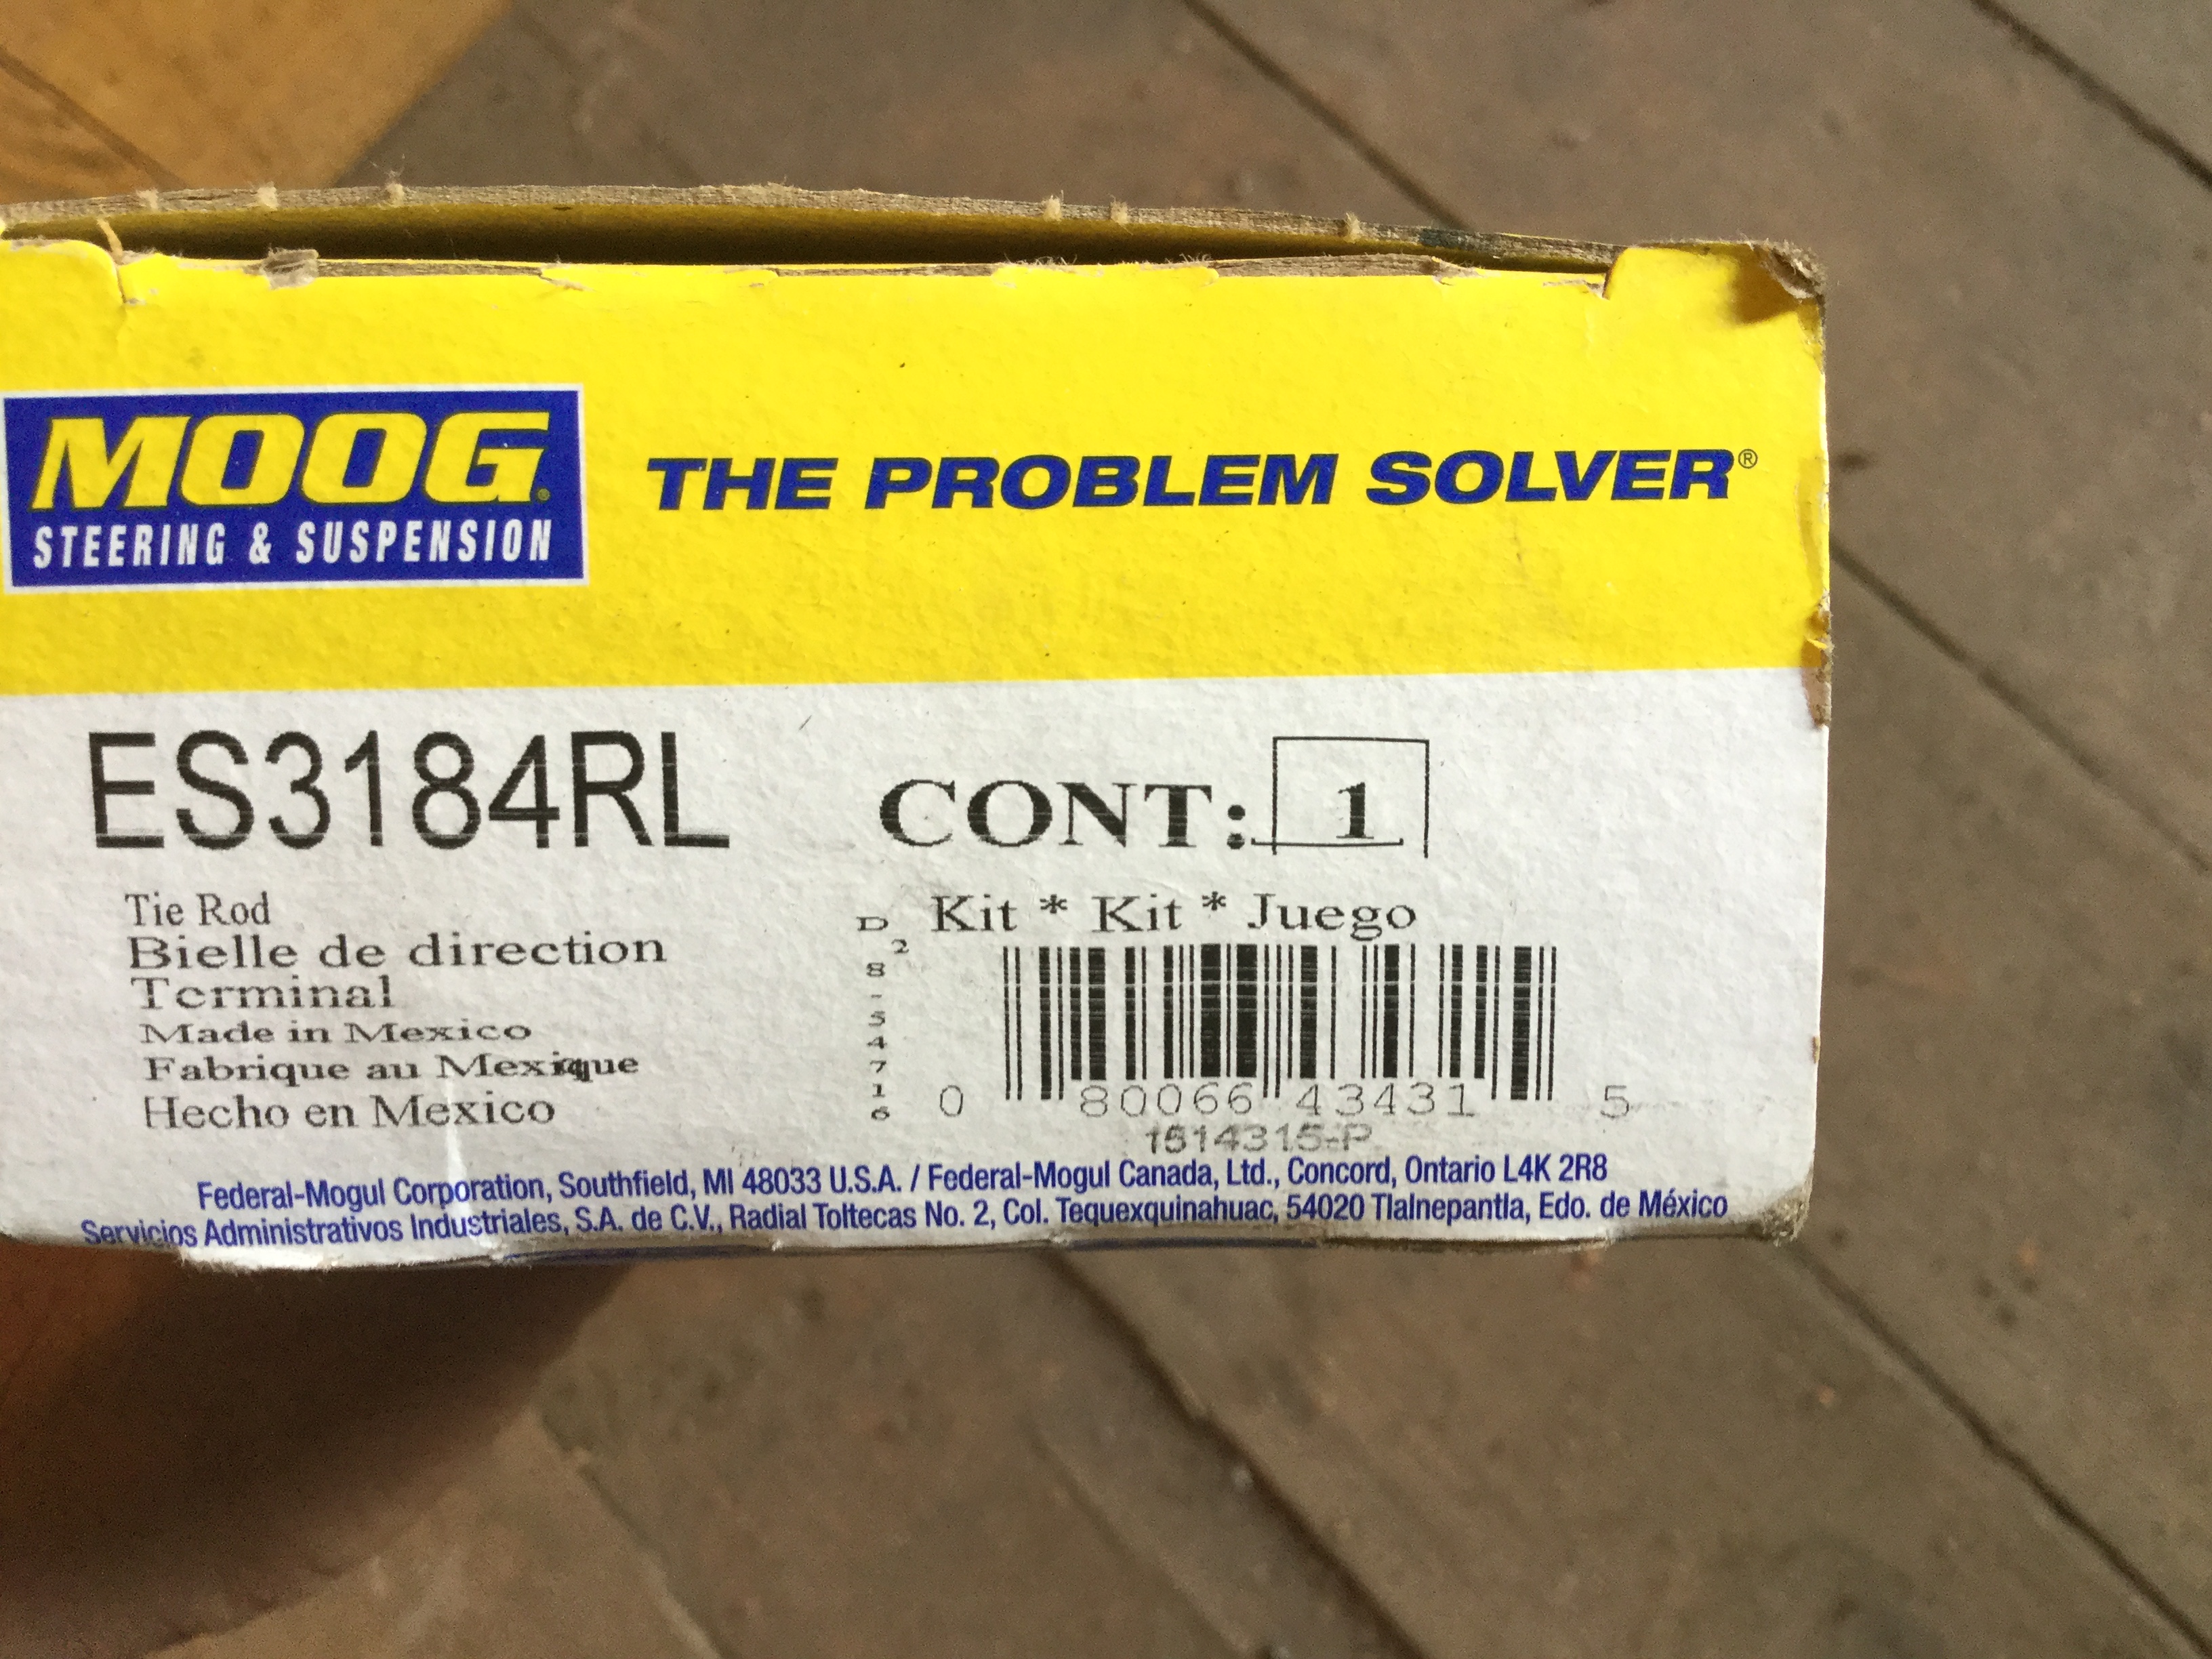 MOOG®
STEERING & SUSPENSION
THE PROBLEM SOLVER®
ES3184RL
CONT: 1
Tie Rod
Bielle de direction
Terminal
Made in Mexico
Fabrique au Mexique
Hecho en Mexico
Kit * Kit * Juego
D28-54716
0 80066 43431 5
1514315-P
Federal-Mogul Corporation, Southfield, MI 48033 U.S.A. / Federal-Mogul Canada, Ltd., Concord, Ontario L4K 2R8
Servicios Administrativos Industriales, S.A. de C.V., Radial Toltecas No. 2, Col. Tequexquinahuac, 54020 Tlalnepantla, Edo. de México